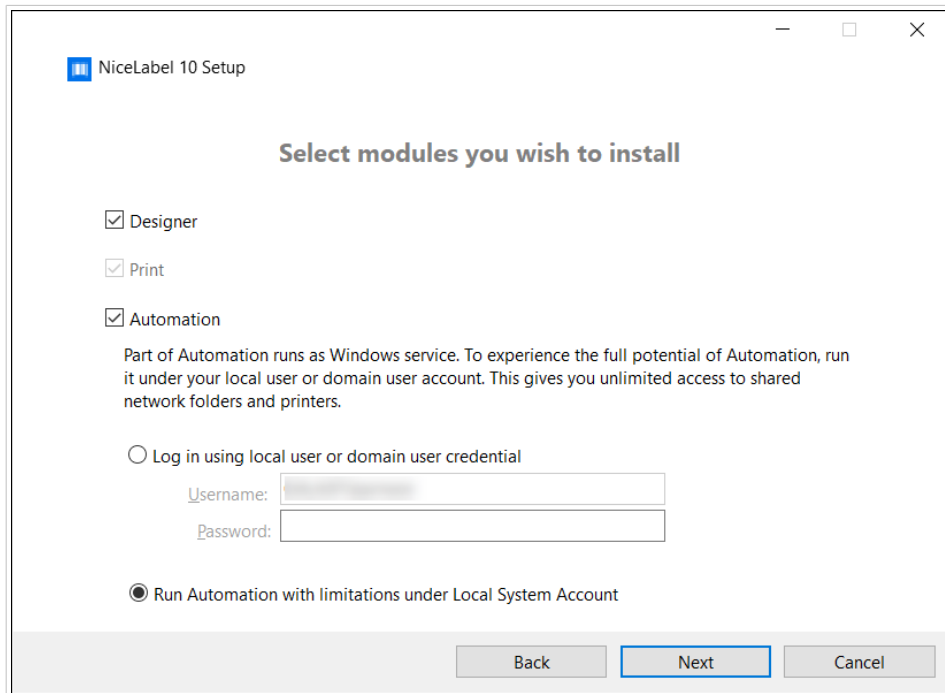 NiceLabel 10 Setup
Select modules you wish to install
Designer
Print
Automation
Part of Automation runs as Windows service. To experience the full potential of Automation, run
it under your local user or domain user account. This gives you unlimited access to shared
network folders and printers.
Log in using local user or domain user credential
Username:
Password:
Run Automation with limitations under Local System Account
Back Next Cancel